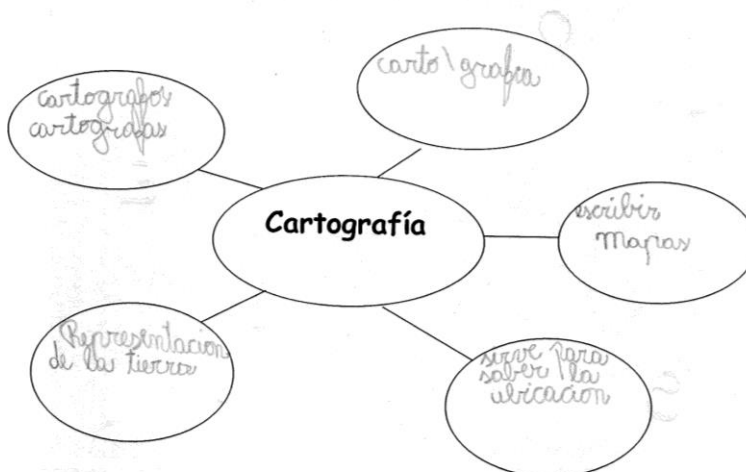 carto\grafia
cartografos
cartografas
Cartografía
escribir
Mapas
Representacion
de la tierra
sirve para
saber la
ubicacion